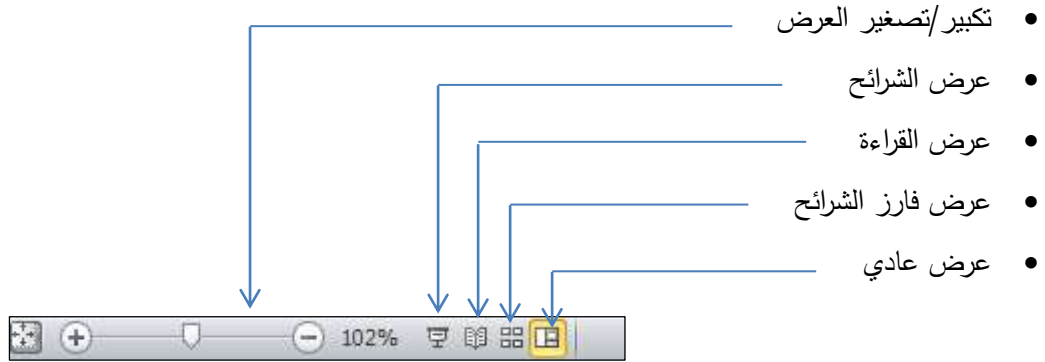 • تكبير/تصغير العرض
• عرض الشرائح
• عرض القراءة
• عرض فارز الشرائح
• عرض عادي
102%